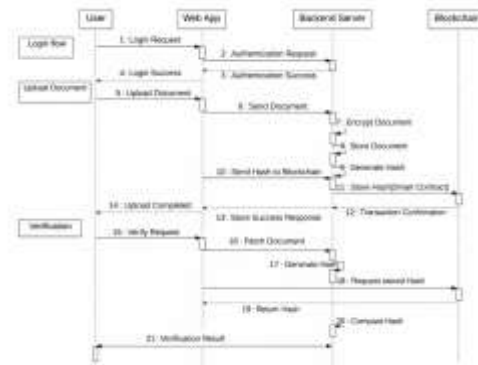 User Web App Backend Server Blockchain
Login flow
1 : Login Request
2 : Authentication Request
3 : Authentication Success
4 : Login Success
Upload Document
5 : Upload Document
6 : Send Document
7 : Encrypt Document
8 : Store Document
9 : Generate Hash
10 : Send Hash to Blockchain
11 : Store Hash(Smart Contract)
12 : Transaction Confirmation
13 : Store Success Response
14 : Upload Completed
Verification
15 : Verify Request
16 : Fetch Document
17 : Generate Hash
18 : Request stored Hash
19 : Return Hash
20 : Compare Hash
21 : Verification Result